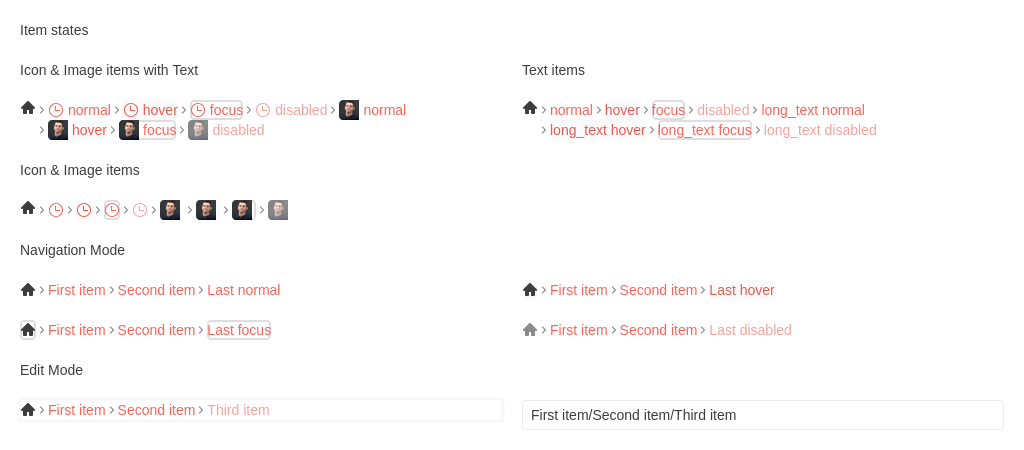 Item states
Icon & Image items with Text
Text items
normal hover focus disabled normal
hover focus disabled
normal hover focus disabled long_text normal
long_text hover long_text focus long_text disabled
Icon & Image items
Navigation Mode
First item Second item Last normal
First item Second item Last hover
First item Second item Last focus
First item Second item Last disabled
Edit Mode
First item Second item Third item
First item/Second item/Third item